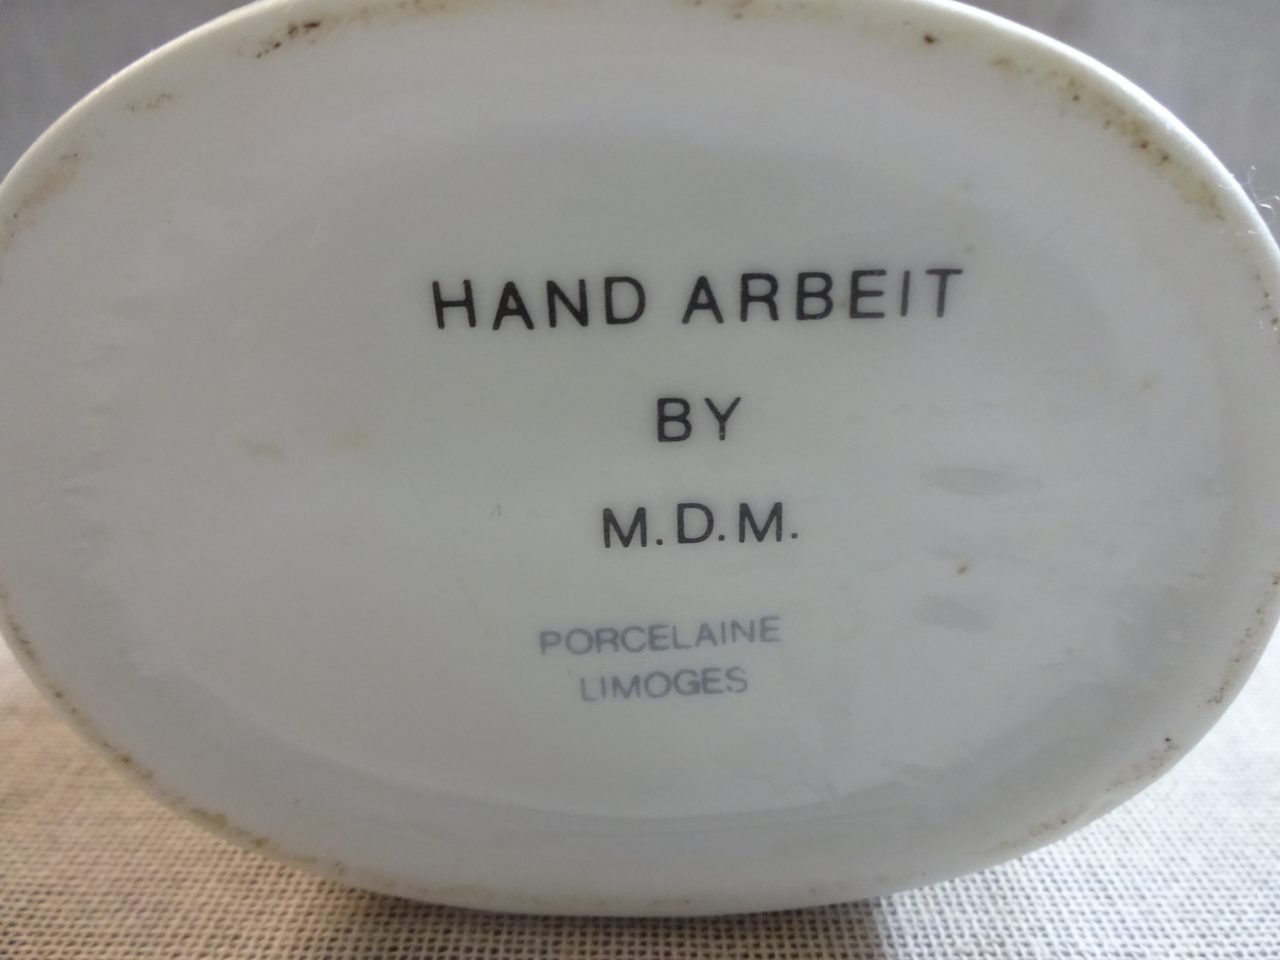 HAND ARBEIT
BY
M.D.M.
PORCELAINE
LIMOGES